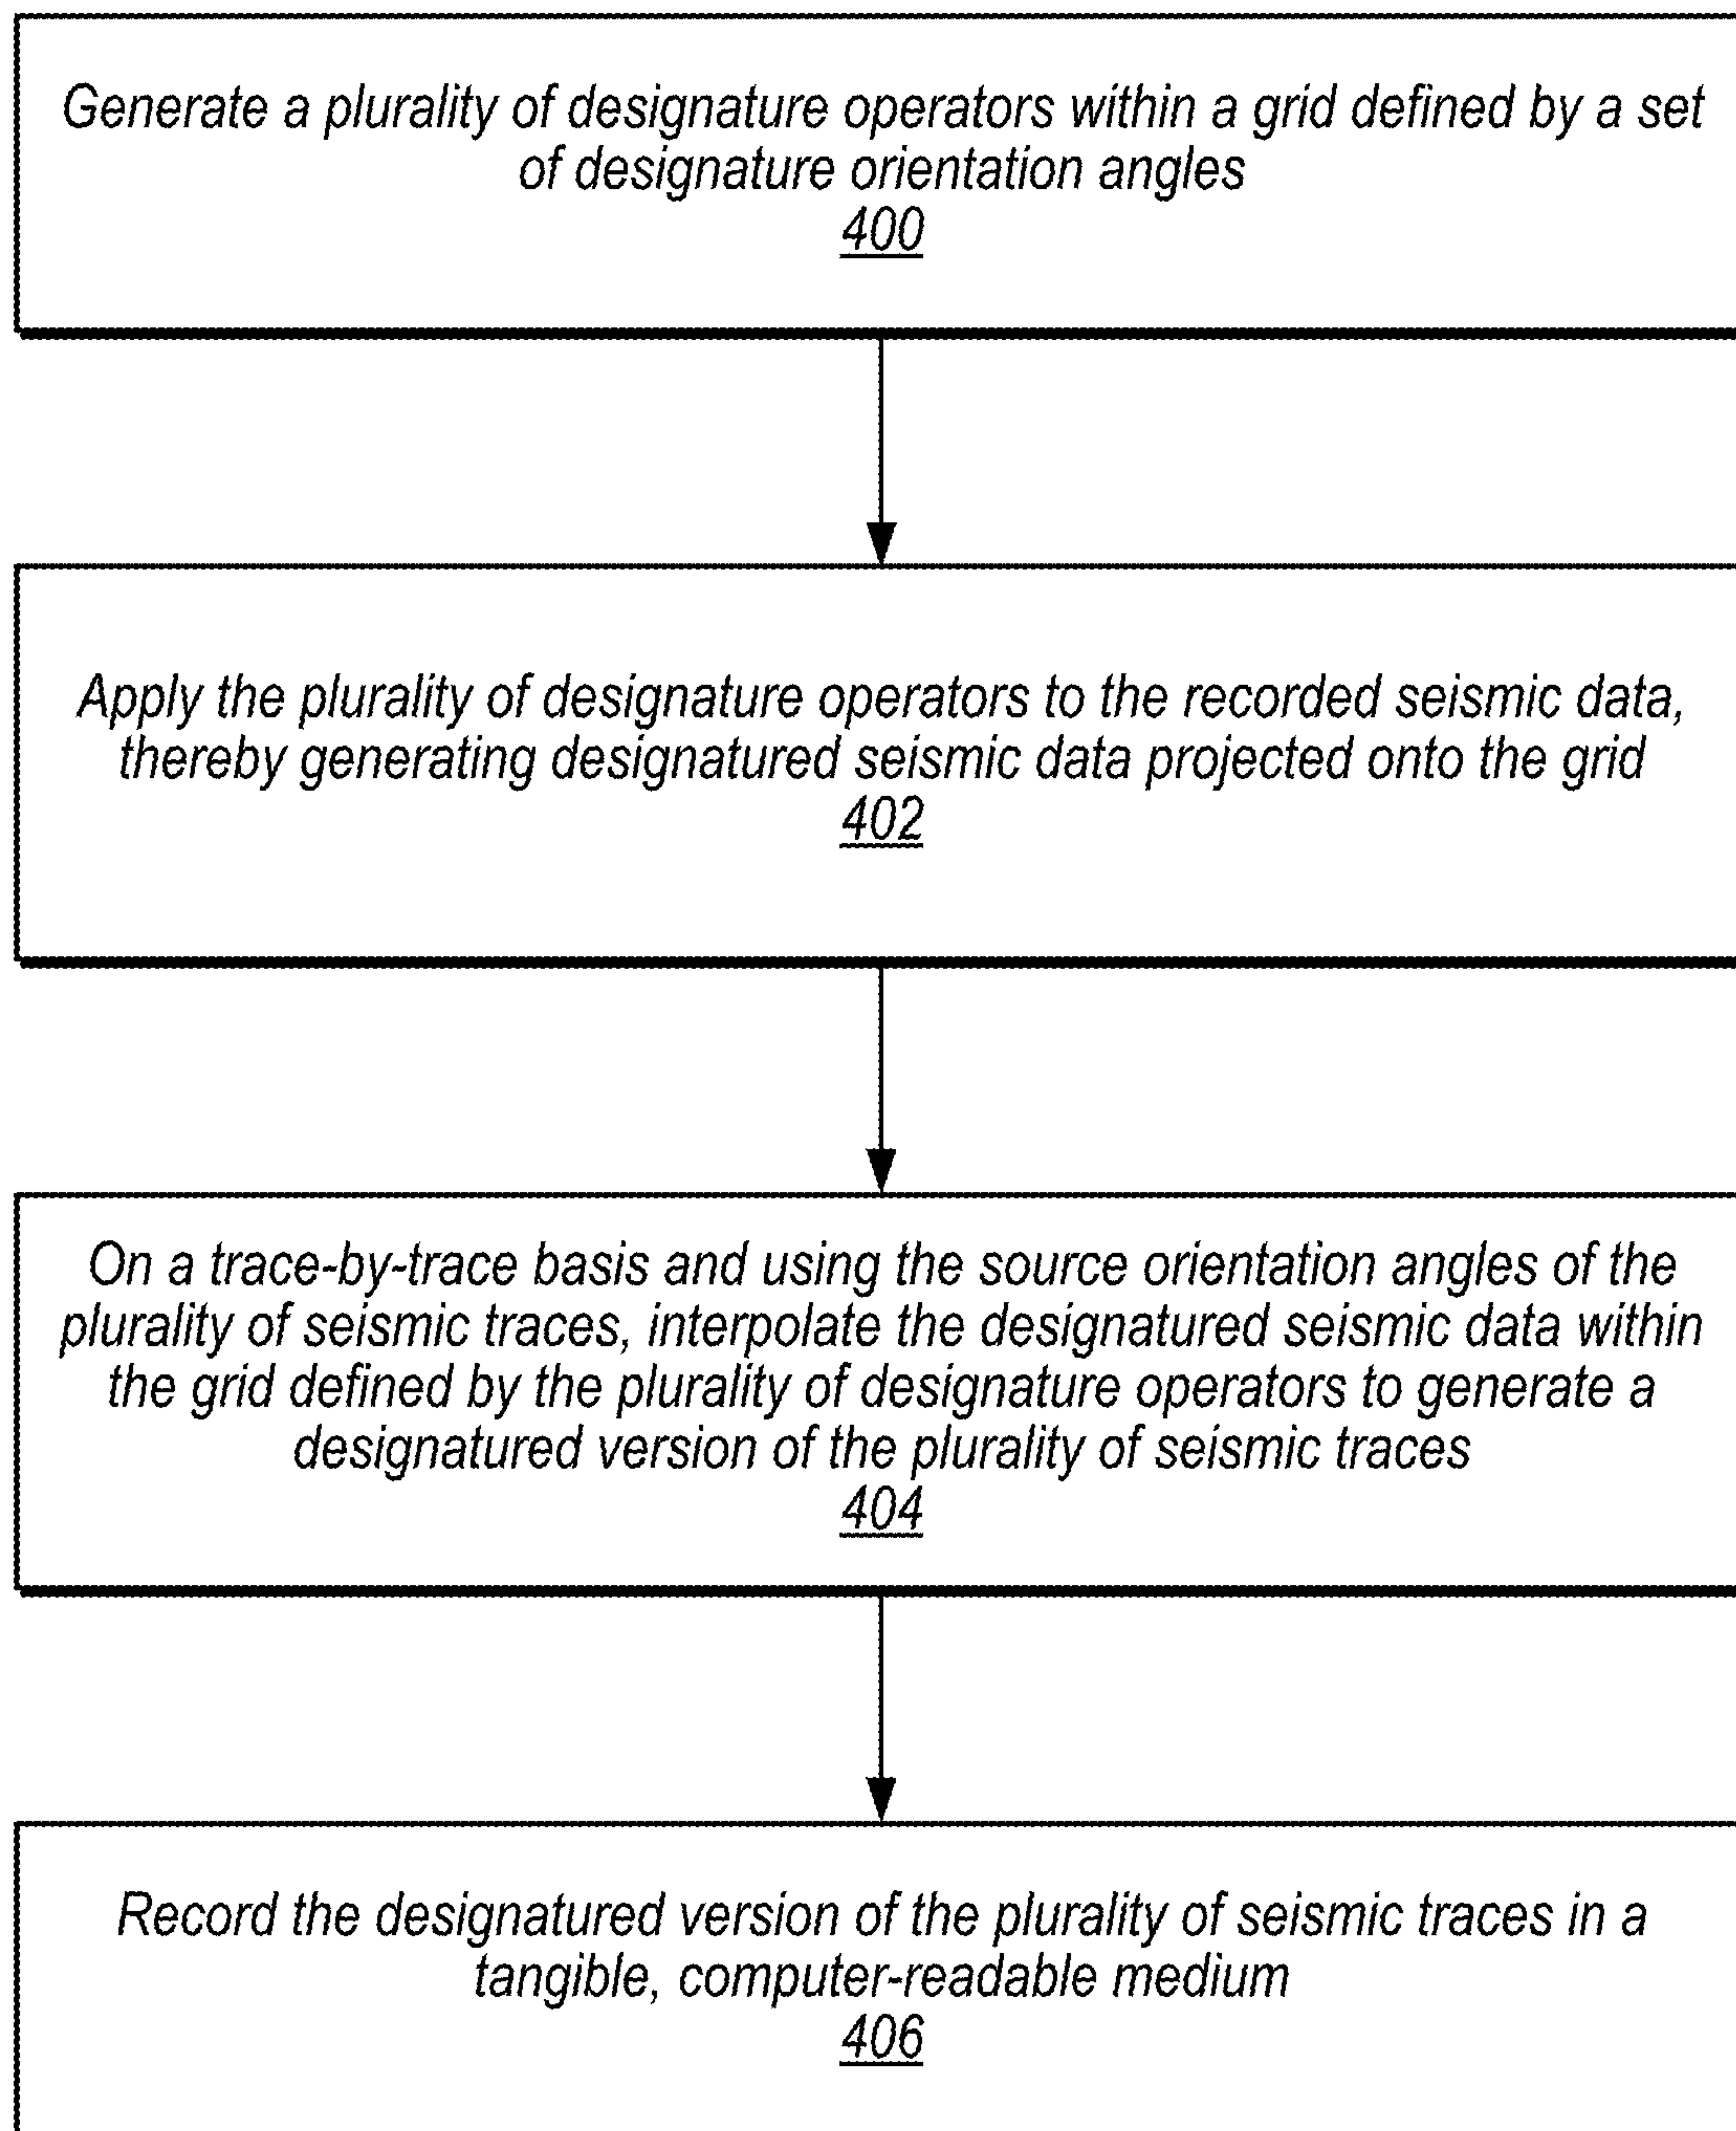 Generate a plurality of designature operators within a grid defined by a set
of designature orientation angles
400
Apply the plurality of designature operators to the recorded seismic data,
thereby generating designatured seismic data projected onto the grid
402
On a trace-by-trace basis and using the source orientation angles of the
plurality of seismic traces, interpolate the designatured seismic data within
the grid defined by the plurality of designature operators to generate a
designatured version of the plurality of seismic traces
404
Record the designatured version of the plurality of seismic traces in a
tangible, computer-readable medium
406